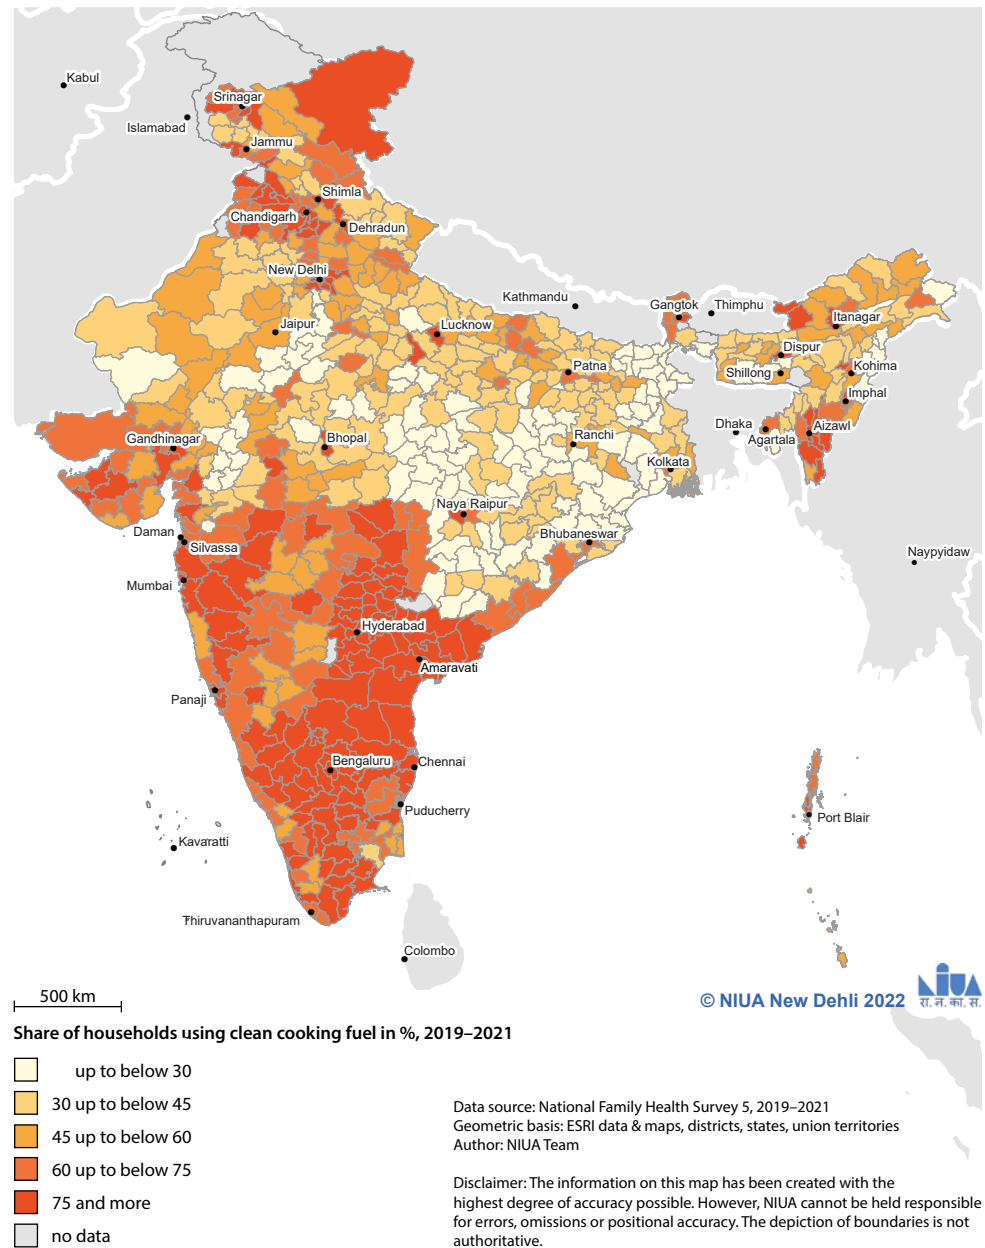 Kabul
Srinagar
Islamabad
Jammu
Shimla
Chandigarh
Dehradun
New Delhi
Kathmandu
Gangtok
Thimphu
Itanagar
Jaipur
Lucknow
Dispur
Patna
Shillong
Kohima
Imphal
Dhaka
Aizawl
Agartala
Gandhinagar
Bhopal
Ranchi
Kolkata
Naya Raipur
Daman
Silvassa
Bhubaneswar
Naypyidaw
Mumbai
Hyderabad
Amaravati
Panaji
Bengaluru
Chennai
Puducherry
Port Blair
Kavaratti
Thiruvananthapuram
Colombo
500 km
© NIUA New Dehli 2022
NIUA
रा. न. का. स.
Share of households using clean cooking fuel in %, 2019–2021
up to below 30
30 up to below 45
45 up to below 60
60 up to below 75
75 and more
no data
Data source: National Family Health Survey 5, 2019–2021
Geometric basis: ESRI data & maps, districts, states, union territories
Author: NIUA Team
Disclaimer: The information on this map has been created with the
highest degree of accuracy possible. However, NIUA cannot be held responsible
for errors, omissions or positional accuracy. The depiction of boundaries is not
authoritative.